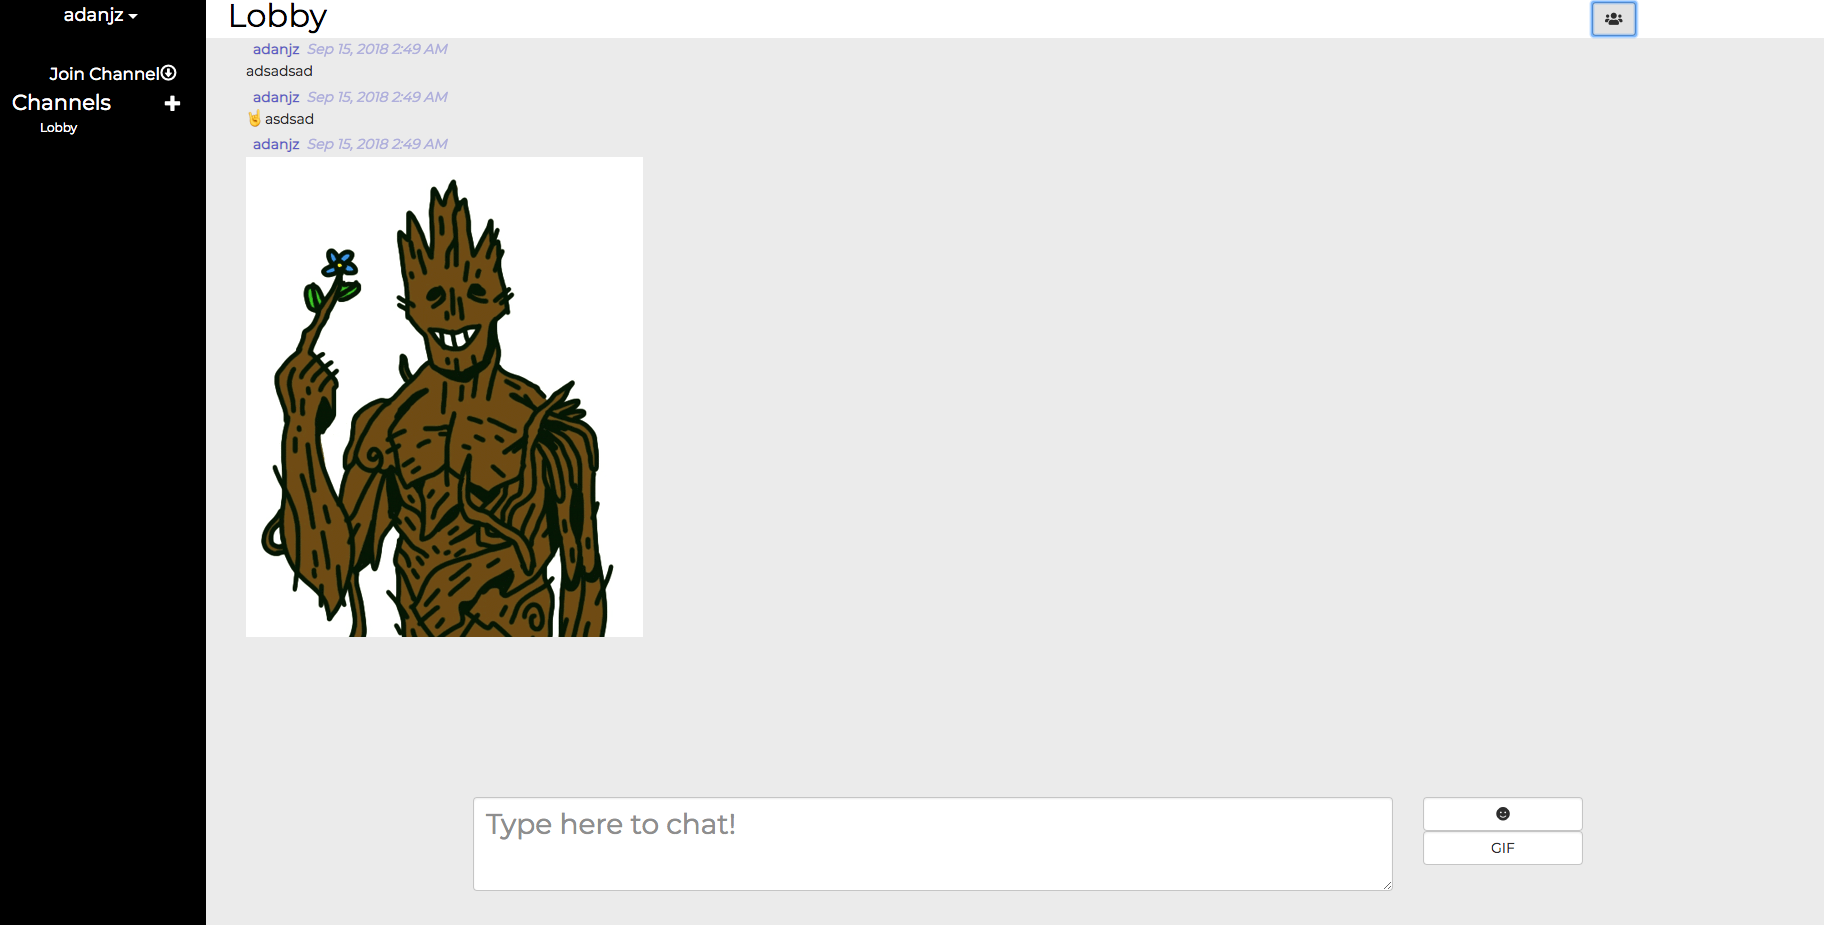 adanjz
Join Channel
Channels
Lobby
Lobby
adanjz Sep 15, 2018 2:49 AM
adsadsad
adanjz Sep 15, 2018 2:49 AM
🤘asdsad
adanjz Sep 15, 2018 2:49 AM
Type here to chat!
GIF